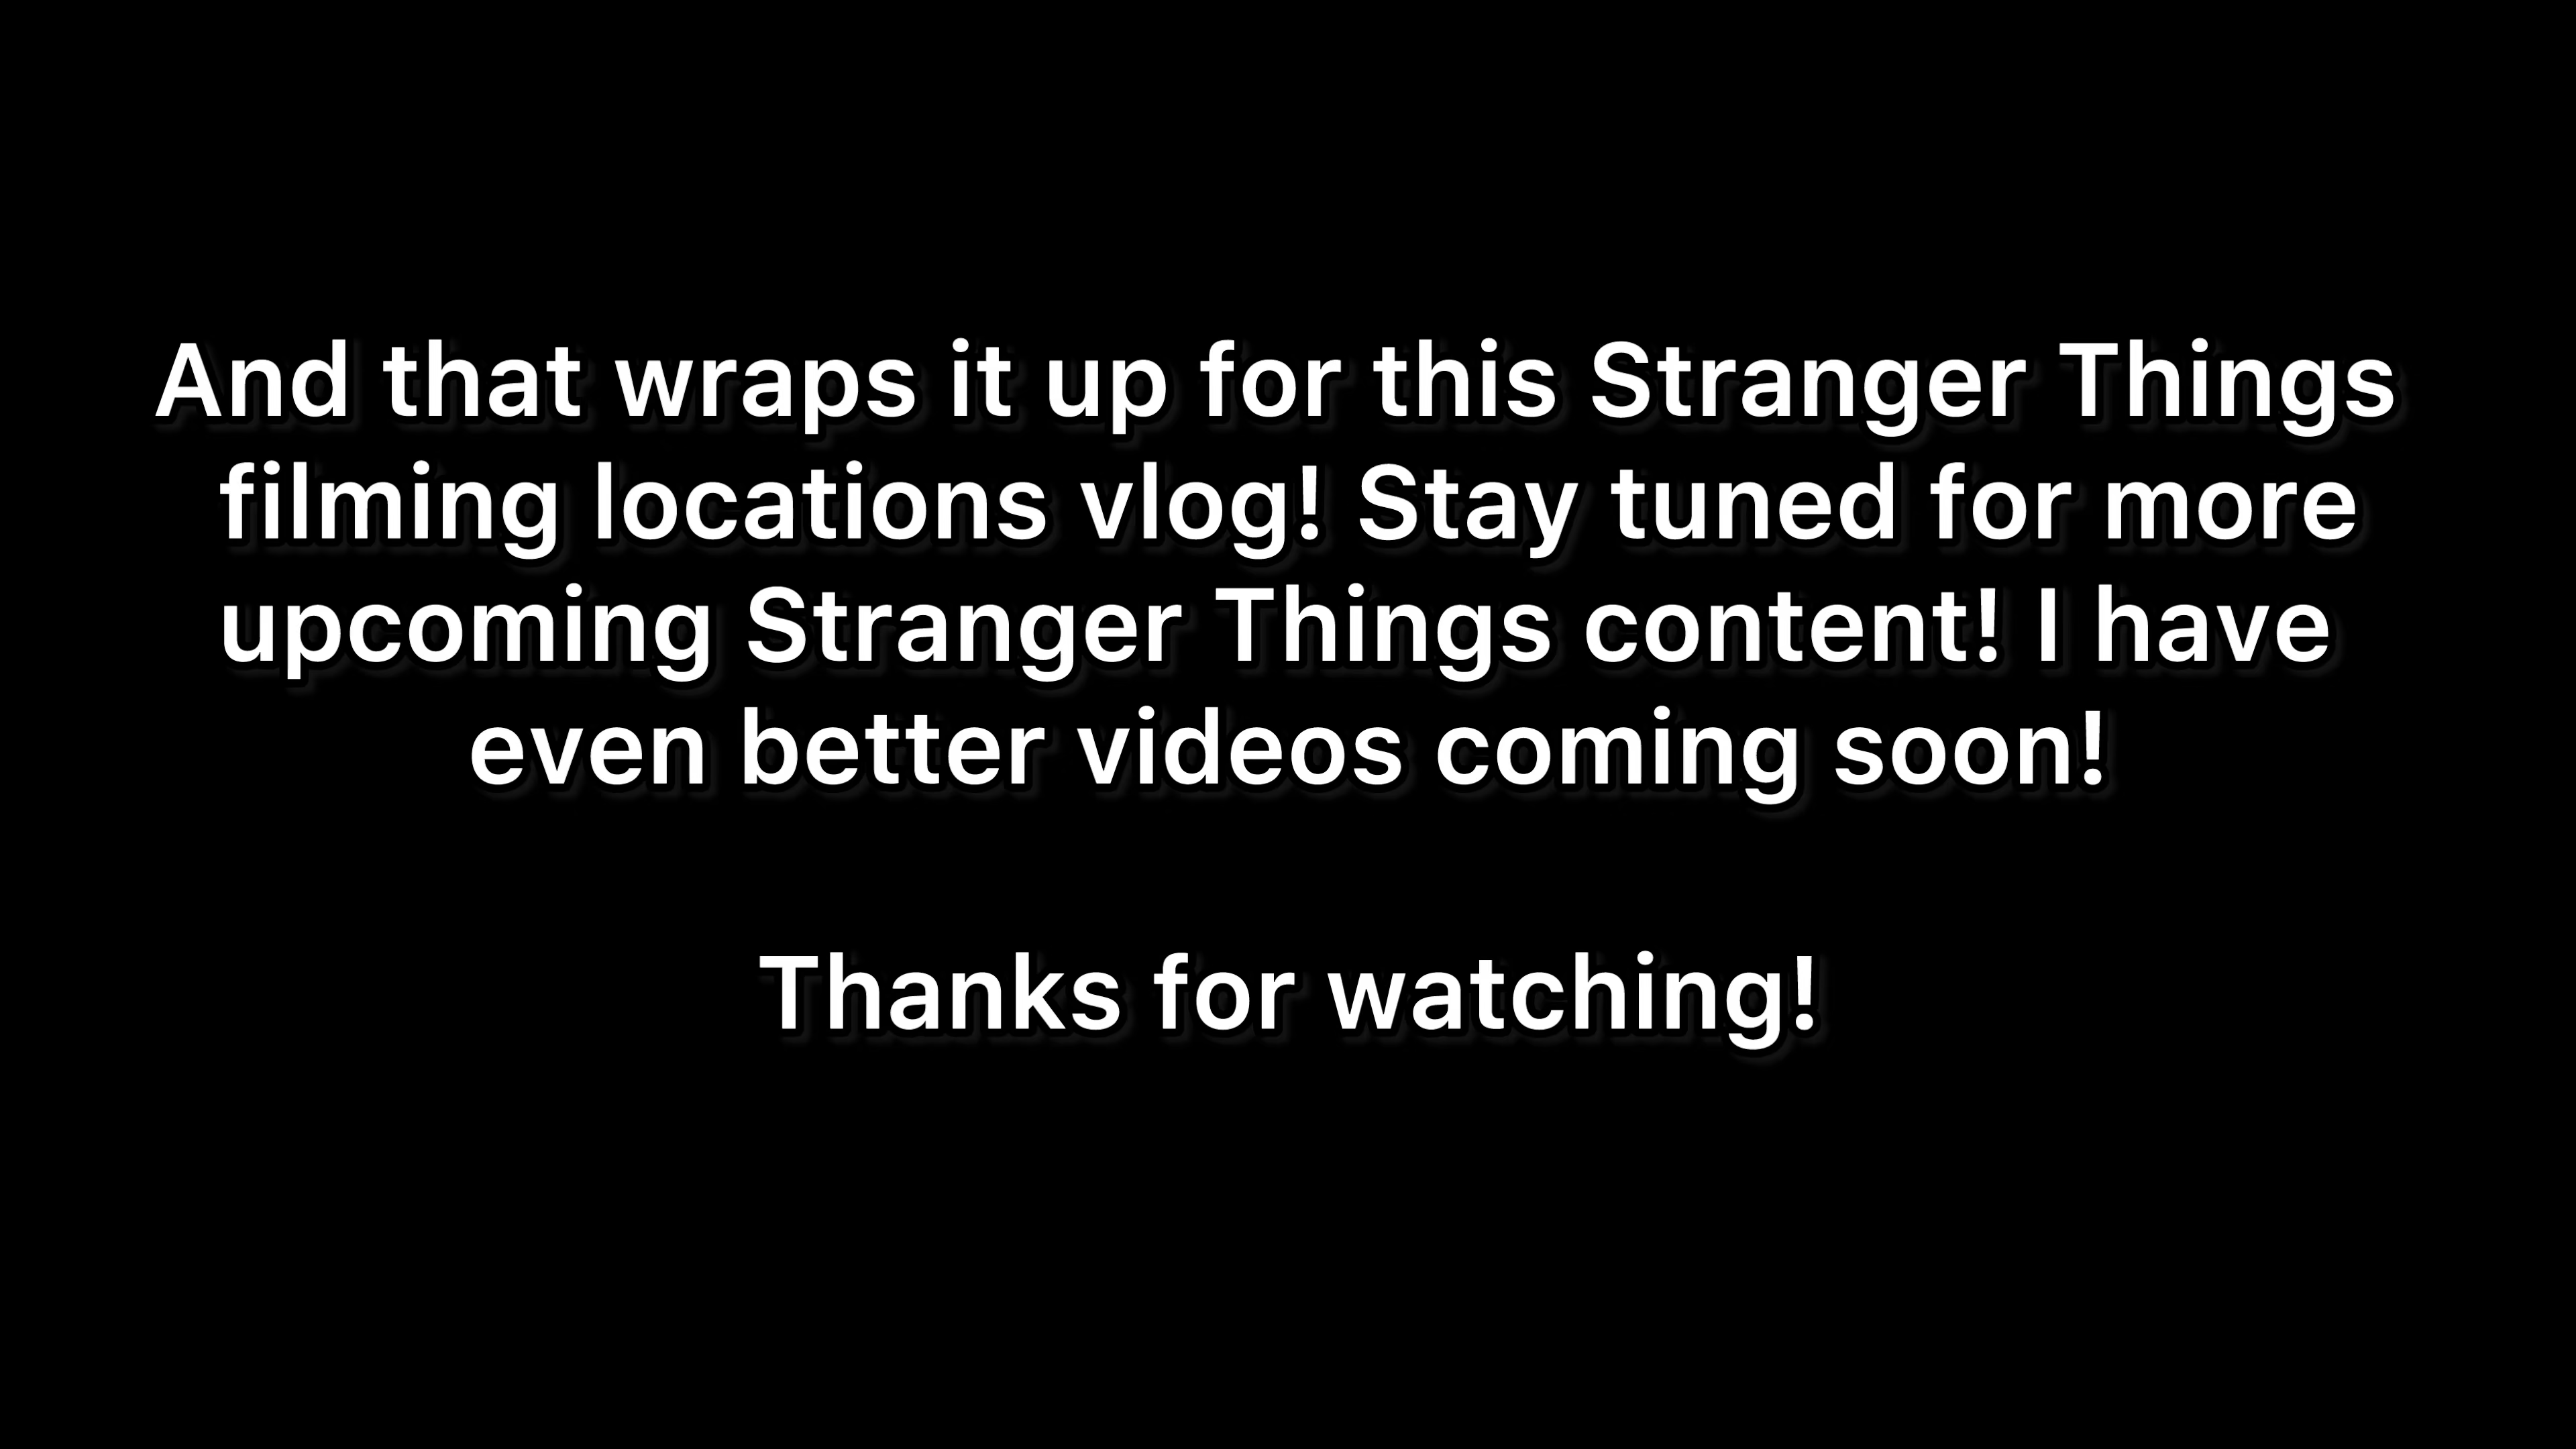 And that wraps it up for this Stranger Things
filming locations vlog! Stay tuned for more
upcoming Stranger Things content! I have
even better videos coming soon!
Thanks for watching!